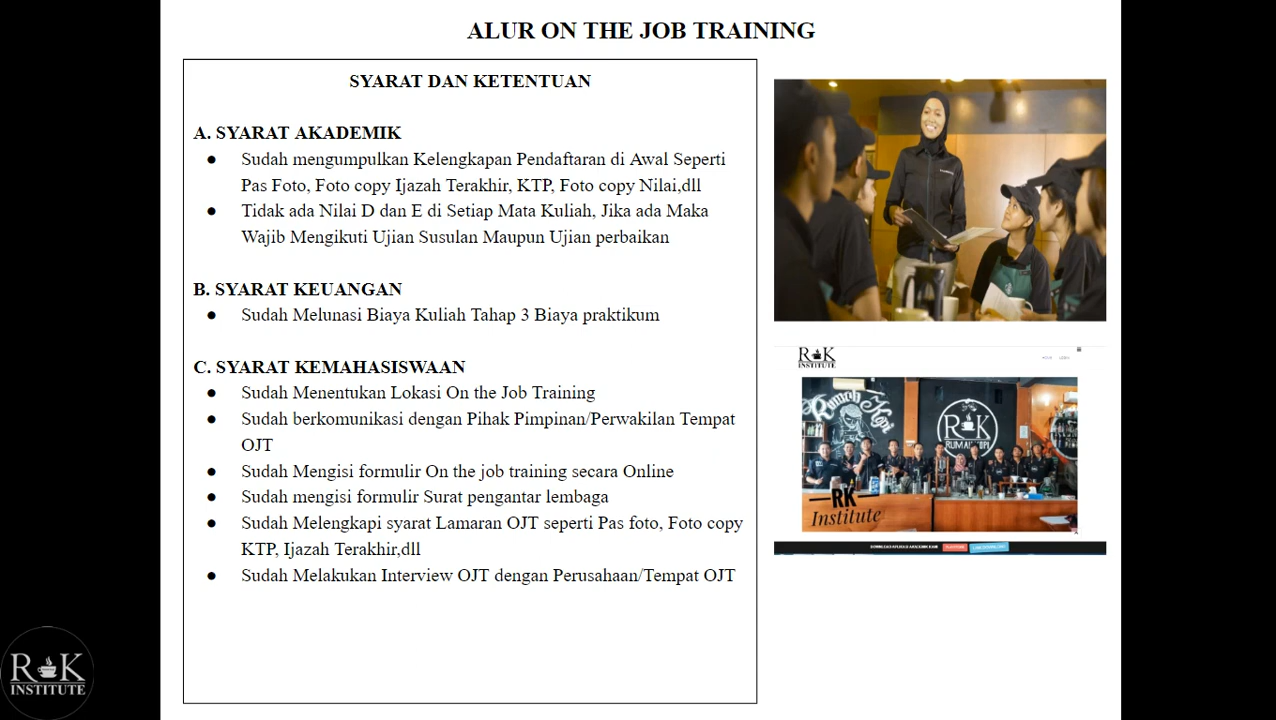 ALUR ON THE JOB TRAINING
SYARAT DAN KETENTUAN
A. SYARAT AKADEMIK
● Sudah mengumpulkan Kelengkapan Pendaftaran di Awal Seperti
Pas Foto, Foto copy Ijazah Terakhir, KTP, Foto copy Nilai,dll
● Tidak ada Nilai D dan E di Setiap Mata Kuliah, Jika ada Maka
Wajib Mengikuti Ujian Susulan Maupun Ujian perbaikan
B. SYARAT KEUANGAN
● Sudah Melunasi Biaya Kuliah Tahap 3 Biaya praktikum
C. SYARAT KEMAHASISWAAN
● Sudah Menentukan Lokasi On the Job Training
● Sudah berkomunikasi dengan Pihak Pimpinan/Perwakilan Tempat
OJT
● Sudah Mengisi formulir On the job training secara Online
● Sudah mengisi formulir Surat pengantar lembaga
● Sudah Melengkapi syarat Lamaran OJT seperti Pas foto, Foto copy
KTP, Ijazah Terakhir,dll
● Sudah Melakukan Interview OJT dengan Perusahaan/Tempat OJT
R K
INSTITUTE
Rumah Kopi
R K
RUMAH KOPI
RK
Institute
R K
INSTITUTE